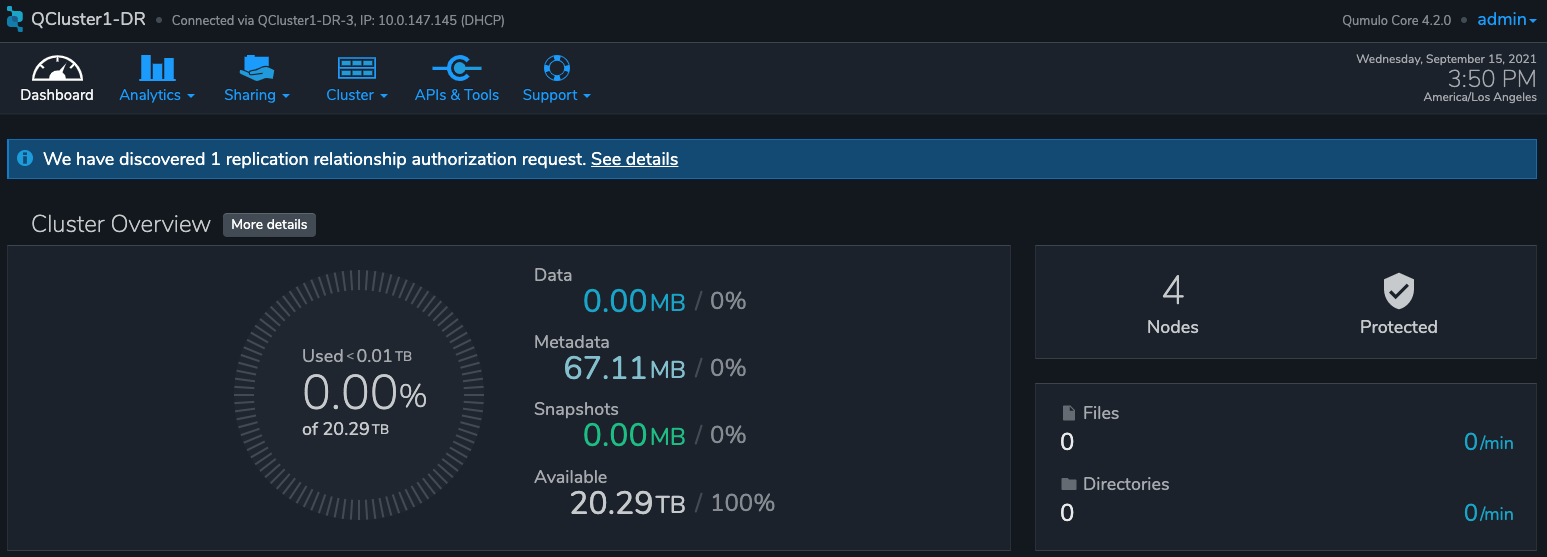 QCluster1-DR • Connected via QCluster1-DR-3, IP: 10.0.147.145 (DHCP)
Qumulo Core 4.2.0 • admin
Dashboard
Analytics
Sharing
Cluster
APIs & Tools
Support
Wednesday, September 15, 2021
3:50 PM
America/Los Angeles
We have discovered 1 replication relationship authorization request. See details
Cluster Overview More details
Used <0.01 TB
0.00%
of 20.29 TB
Data
0.00 MB / 0%
Metadata
67.11 MB / 0%
Snapshots
0.00 MB / 0%
Available
20.29 TB / 100%
4
Nodes
Protected
Files
0 0/min
Directories
0 0/min